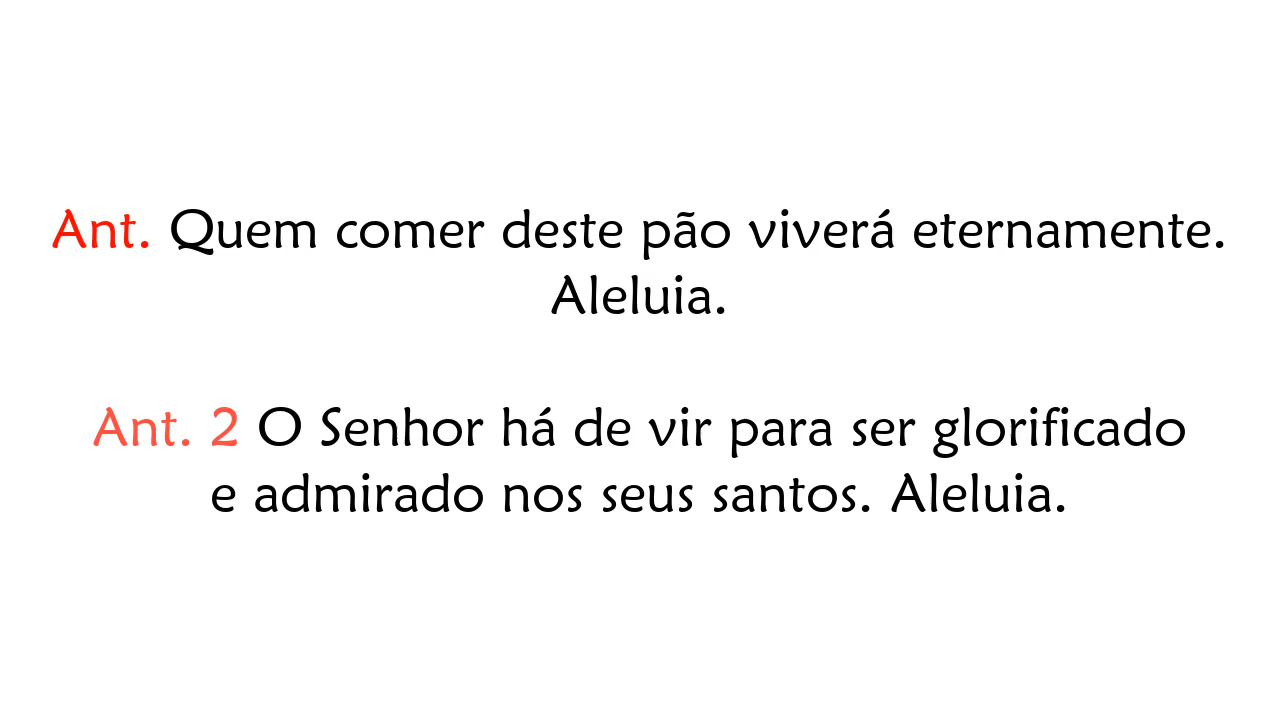 Ant. Quem comer deste pão viverá eternamente.
Aleluia.
Ant. 2 O Senhor há de vir para ser glorificado
e admirado nos seus santos. Aleluia.